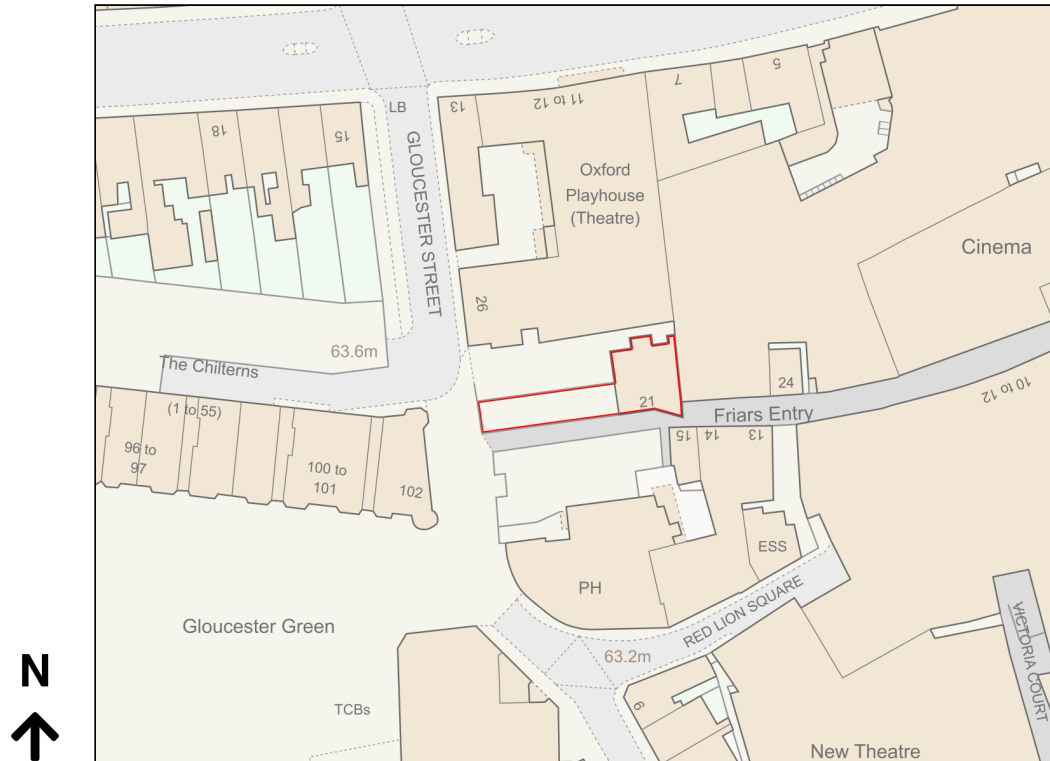 LB
13
11 to 12
7
5
18
15
GLOUCESTER STREET
Oxford
Playhouse
(Theatre)
Cinema
26
63.6m
The Chilterns
(1 to 55)
21
24
Friars Entry
10 to 12
15
14
13
96 to
97
100 to
101
102
ESS
PH
RED LION SQUARE
Gloucester Green
63.2m
VICTORIA COURT
N
TCBs
9
New Theatre